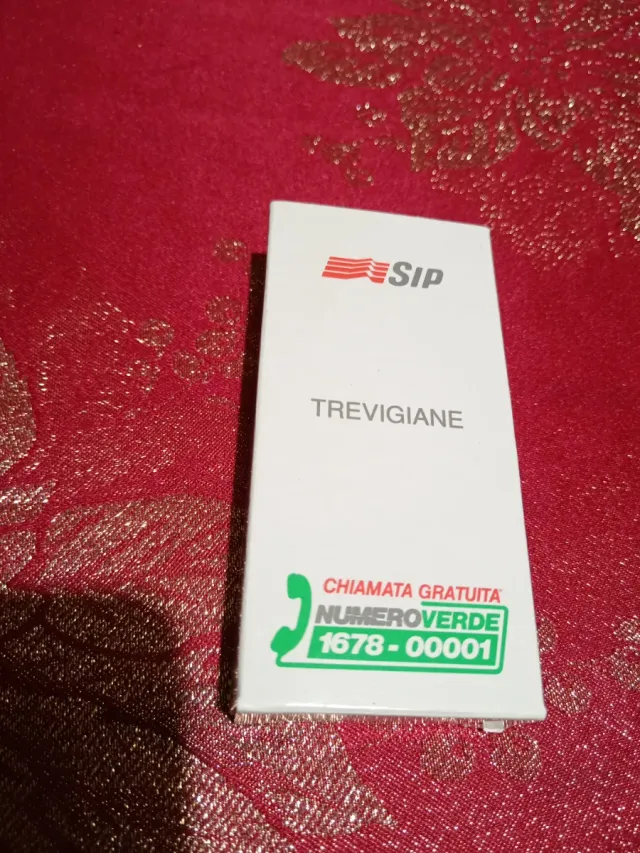 SIP
TREVIGIANE
CHIAMATA GRATUITA
NUMEROVERDE
1678-00001